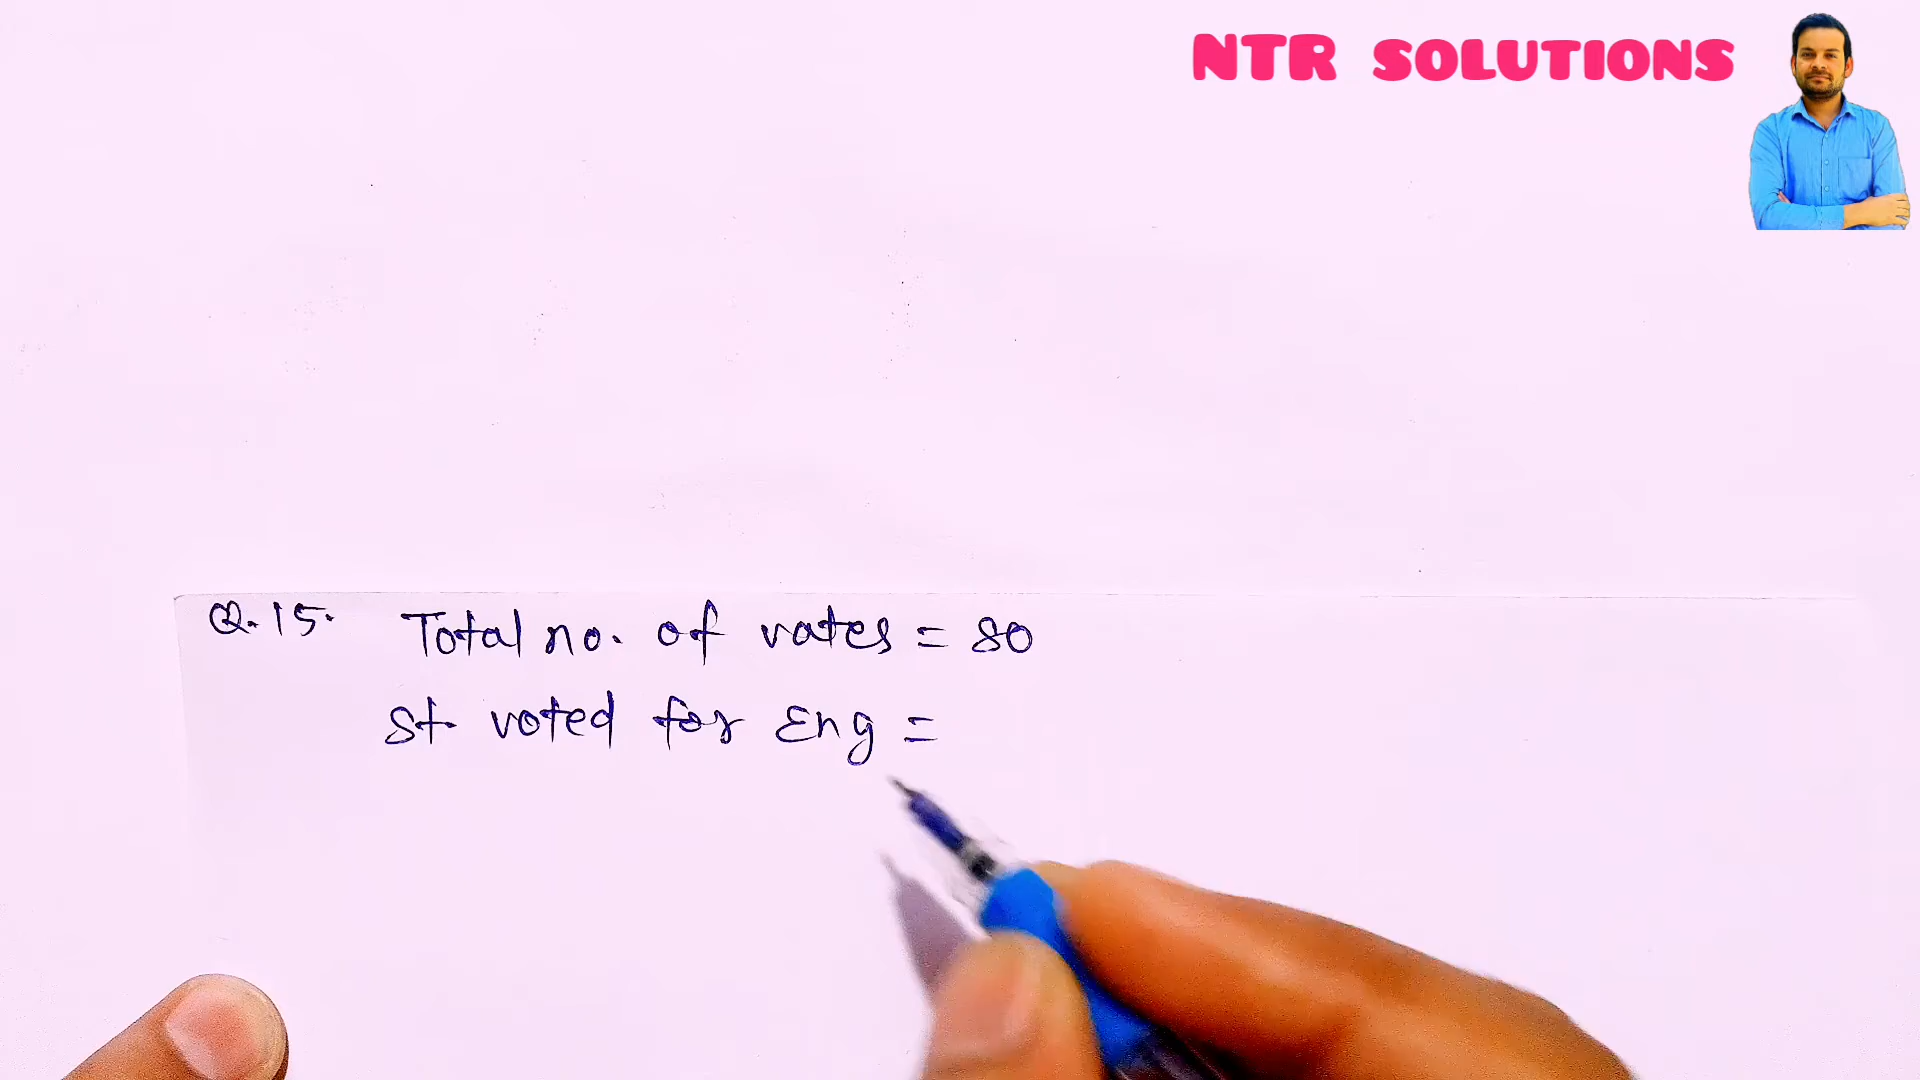 NTR SOLUTIONS
Q.15. Total no. of votes = 80
St. voted for Eng =